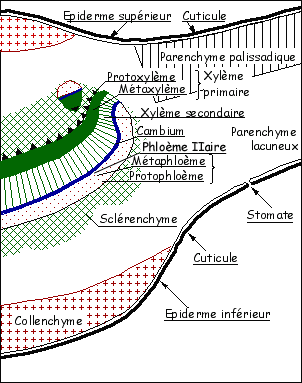 Epiderme supérieur
Cuticule
Parenchyme palissadique
Protoxylème
Métaxylème
Xylème
primaire
Xylème secondaire
Cambium
Parenchyme
lacuneux
Phloème IIaire
Métaphloème
Protophloème
Sclérenchyme
Stomate
Cuticule
Epiderme inférieur
Collenchyme